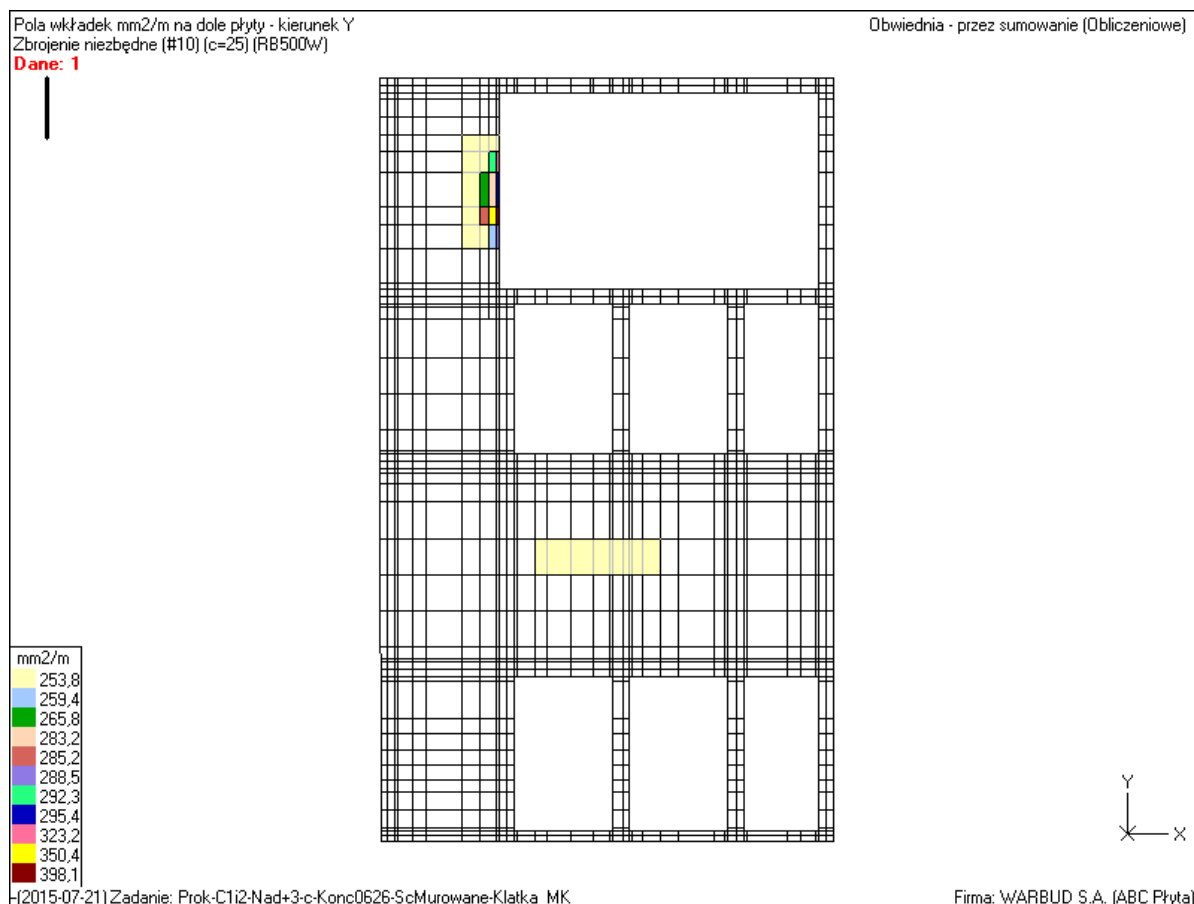 Pola wkładek mm2/m na dole płyty - kierunek Y
Obwiednia - przez sumowanie (Obliczeniowe)
Zbrojenie niezbędne (#10) (c=25) (RB500W)
Dane: 1
mm2/m
253,8
259,4
265,8
283,2
285,2
288,5
292,3
295,4
323,2
350,4
398,1
Y
X
(2015-07-21) Zadanie: Prok-C1i2-Nad+3-c-Konc0626-ScMurowane-Klatka_MK
Firma: WARBUD S.A. (ABC Płyta)